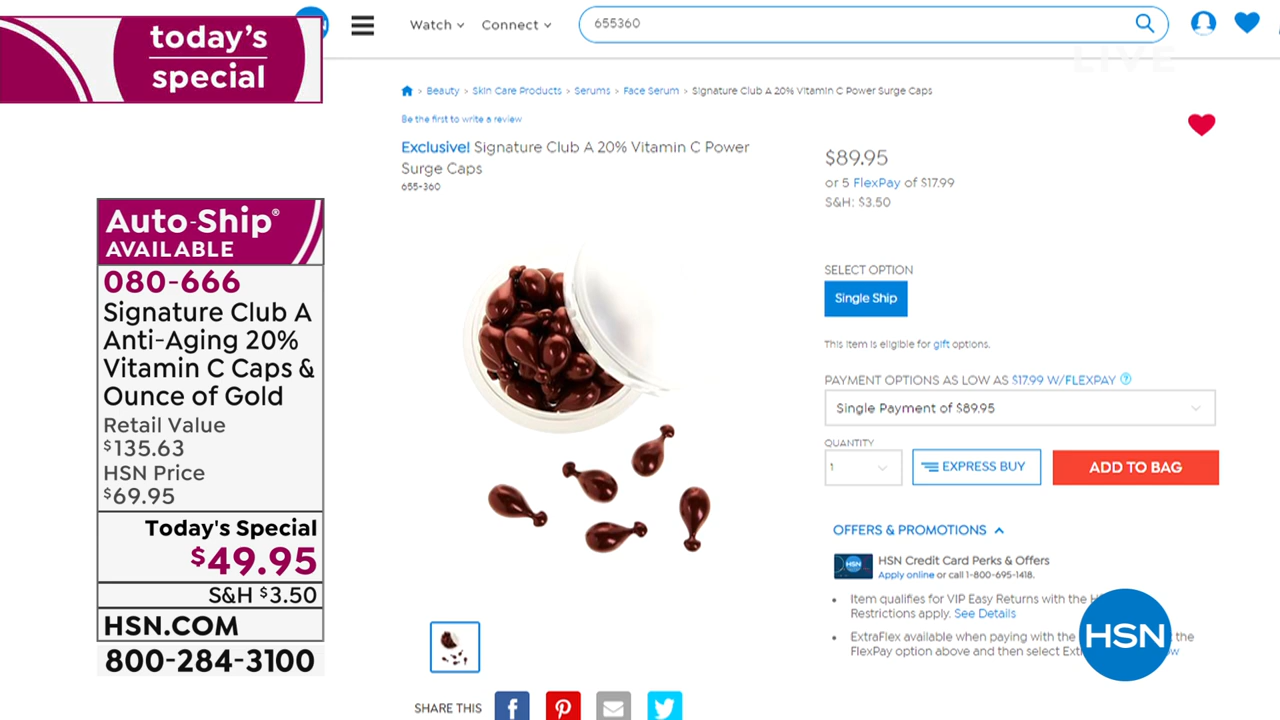 today's
special
Auto-Ship®
AVAILABLE
080-666
Signature Club A
Anti-Aging 20%
Vitamin C Caps &
Ounce of Gold
Retail Value
$135.63
HSN Price
$69.95
Today's Special
$49.95
S&H $3.50
HSN.COM
800-284-3100
Watch
Connect
655360
LIVE
> Beauty > Skin Care Products > Serums > Face Serum > Signature Club A 20% Vitamin C Power Surge Caps
Be the first to write a review
Exclusive! Signature Club A 20% Vitamin C Power
Surge Caps
655-360
$89.95
or 5 FlexPay of $17.99
S&H: $3.50
SELECT OPTION
Single Ship
This item is eligible for gift options.
PAYMENT OPTIONS AS LOW AS $17.99 W/FLEXPAY ?
Single Payment of $89.95
QUANTITY
1
EXPRESS BUY
ADD TO BAG
OFFERS & PROMOTIONS
HSN
HSN Credit Card Perks & Offers
Apply online or call 1-800-695-1418.
• Item qualifies for VIP Easy Returns with the
Restrictions apply. See Details
• ExtraFlex available when paying with the the
FlexPay option above and then select
HSN
SHARE THIS